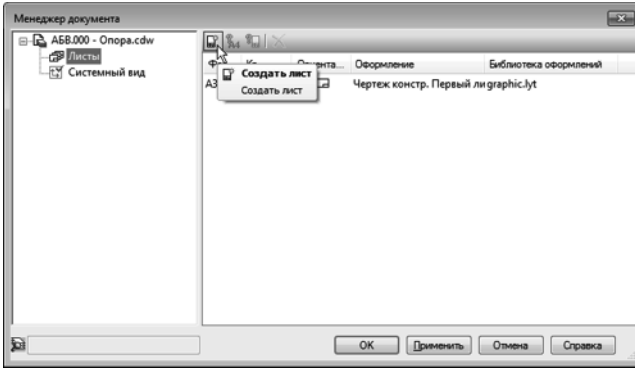 Менеджер документа
АБВ.000 - Опора.cdw
Листы
Системный вид
Ф
Оформление
Библиотека оформлений
Создать лист
Создать лист
А3
Чертеж констр. Первый ли graphic.lyt
OK
Применить
Отмена
Справка